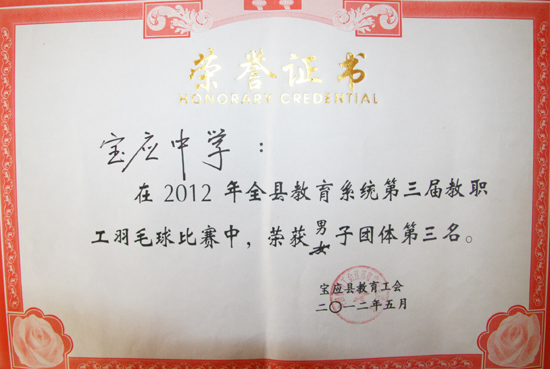 荣誉证书
HONORARY CREDENTIAL
宝应中学：
在2012年全县教育系统第三届教职
工羽毛球比赛中，荣获男女子团体第三名。
宝应县教育工会
二〇一二年五月